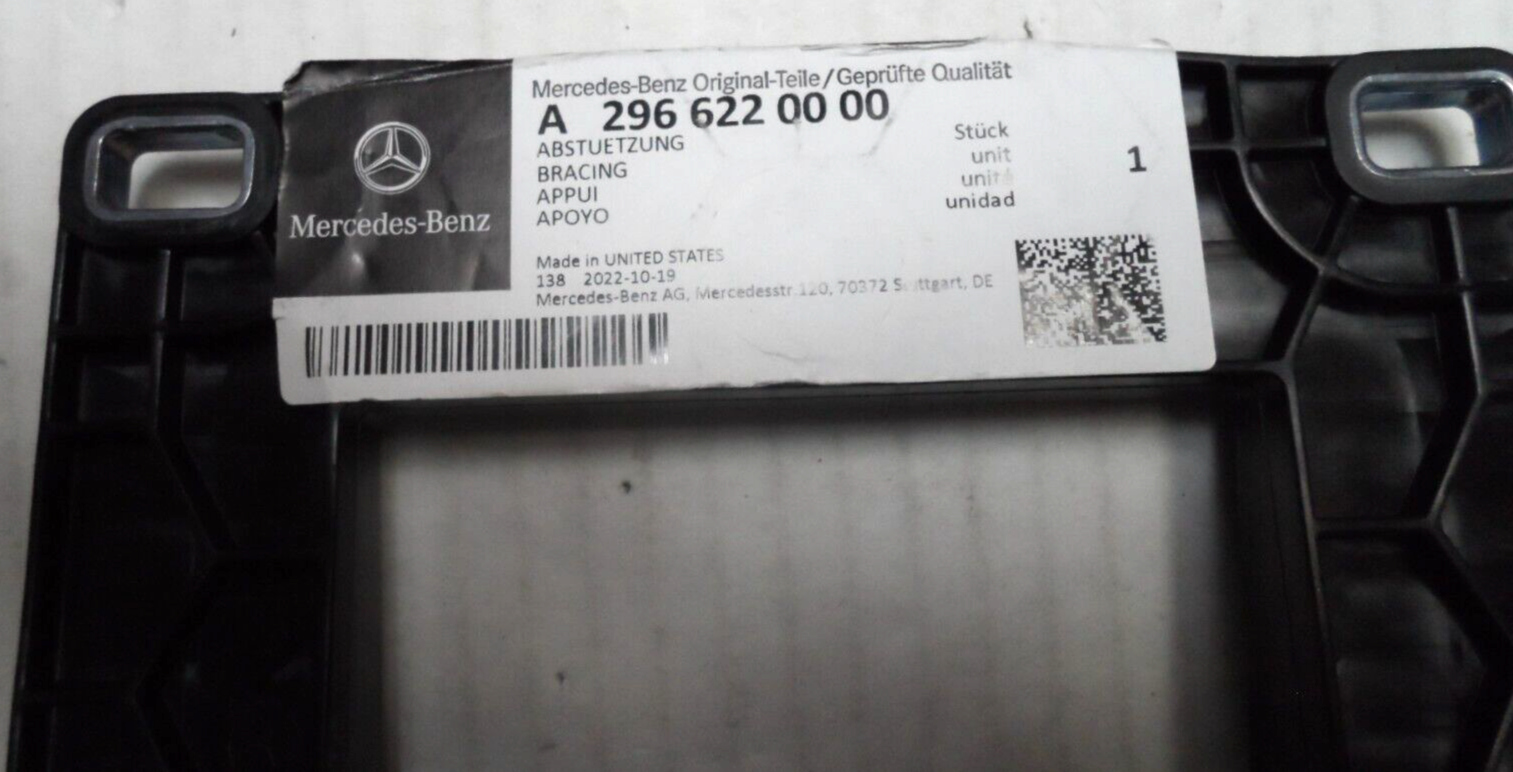 Mercedes-Benz
Mercedes-Benz Original-Teile/Geprüfte Qualität
A 296 622 00 00
ABSTUETZUNG
BRACING
APPUI
APOYO
Stück
unit
unité
unidad
1
Made in UNITED STATES
138 2022-10-19
Mercedes-Benz AG, Mercedesstr.120, 70372 Stuttgart, DE